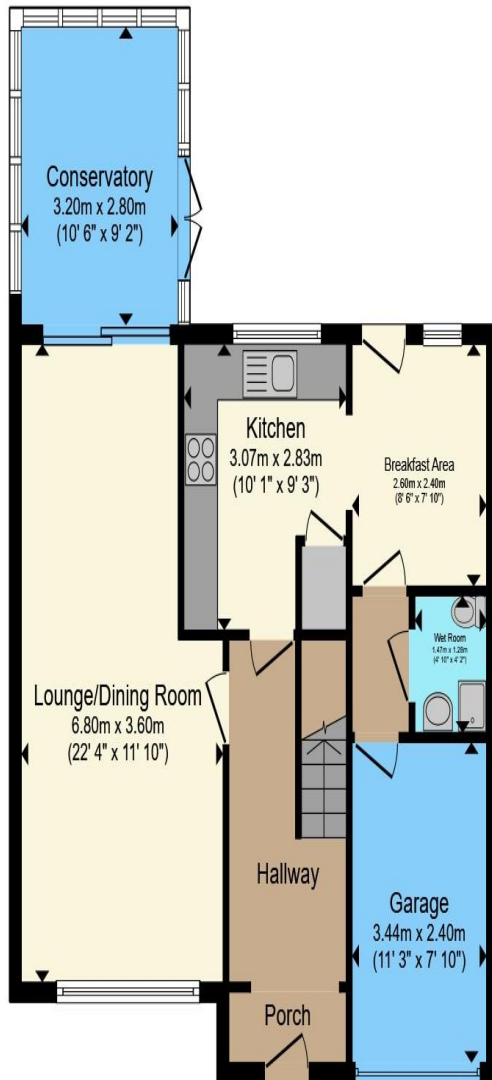 Conservatory
3.20m x 2.80m
(10' 6" x 9' 2")
Kitchen
3.07m x 2.83m
(10' 1" x 9' 3")
Breakfast Area
2.60m x 2.40m
(8' 6" x 7' 10")
Wet Room
1.47m x 1.28m
(4' 10" x 4' 2")
Lounge/Dining Room
6.80m x 3.60m
(22' 4" x 11' 10")
Hallway
Garage
3.44m x 2.40m
(11' 3" x 7' 10")
Porch